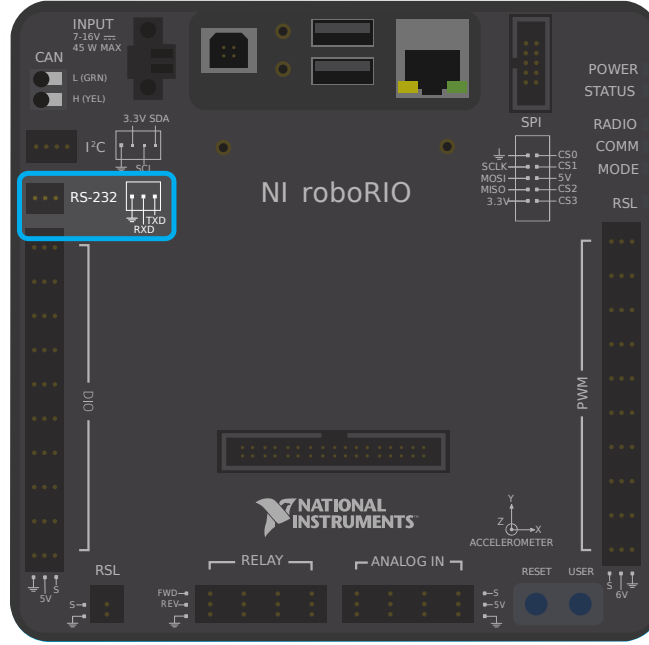 INPUT
7-16V
45 W MAX
CAN
L (GRN)
H (YEL)
3.3V SDA
I²C
SCL
RS-232
TXD
RXD
NI roboRIO
SPI
CS0
SCLK
CS1
MOSI
5V
MISO
CS2
3.3V
CS3
POWER
STATUS
RADIO
COMM
MODE
RSL
DIO
PWM
NATIONAL
INSTRUMENTS™
Y
Z
X
ACCELEROMETER
S
5V
RSL
S
RELAY
FWD
REV
ANALOG IN
S
5V
RESET
USER
S
6V